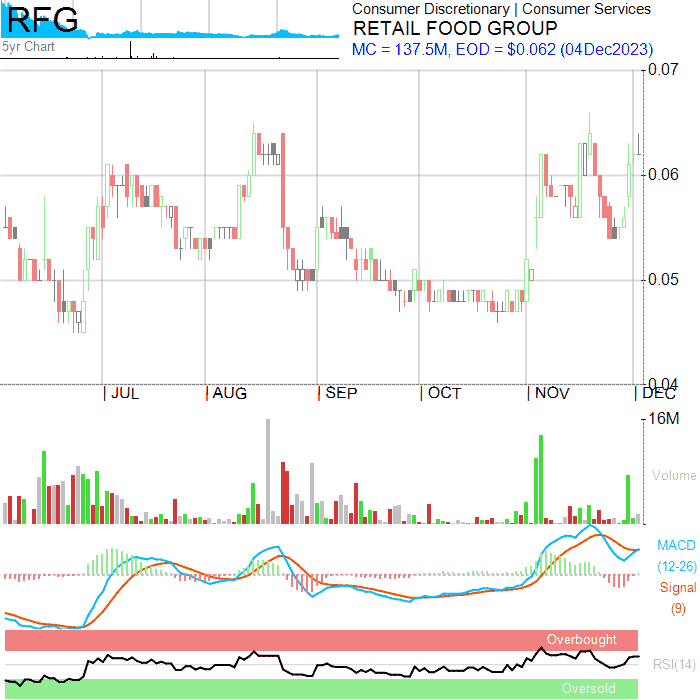 RFG
5yr Chart
Consumer Discretionary | Consumer Services
RETAIL FOOD GROUP
MC = 137.5M, EOD = $0.062 (04Dec2023)
0.07
0.06
0.05
0.04
JUL AUG SEP OCT NOV DEC
16M
Volume
MACD
(12-26)
Signal
(9)
Overbought
RSI(14)
Oversold